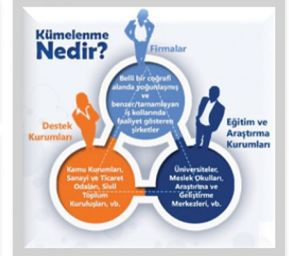 Kümelenme
Nedir?
Firmalar
Belli bir coğrafi
alanda yoğunlaşmış
ve
benzer/tamamlayan
iş kollarında
faaliyet gösteren
şirketler
Destek
Kurumları
Eğitim ve
Araştırma
Kurumları
Kamu Kurumları,
Sanayi ve Ticaret
Odaları, Sivil
Toplum
Kuruluşları, vb.
Üniversiteler,
Meslek Okulları,
Araştırma ve
Geliştirme
Merkezleri, vb.